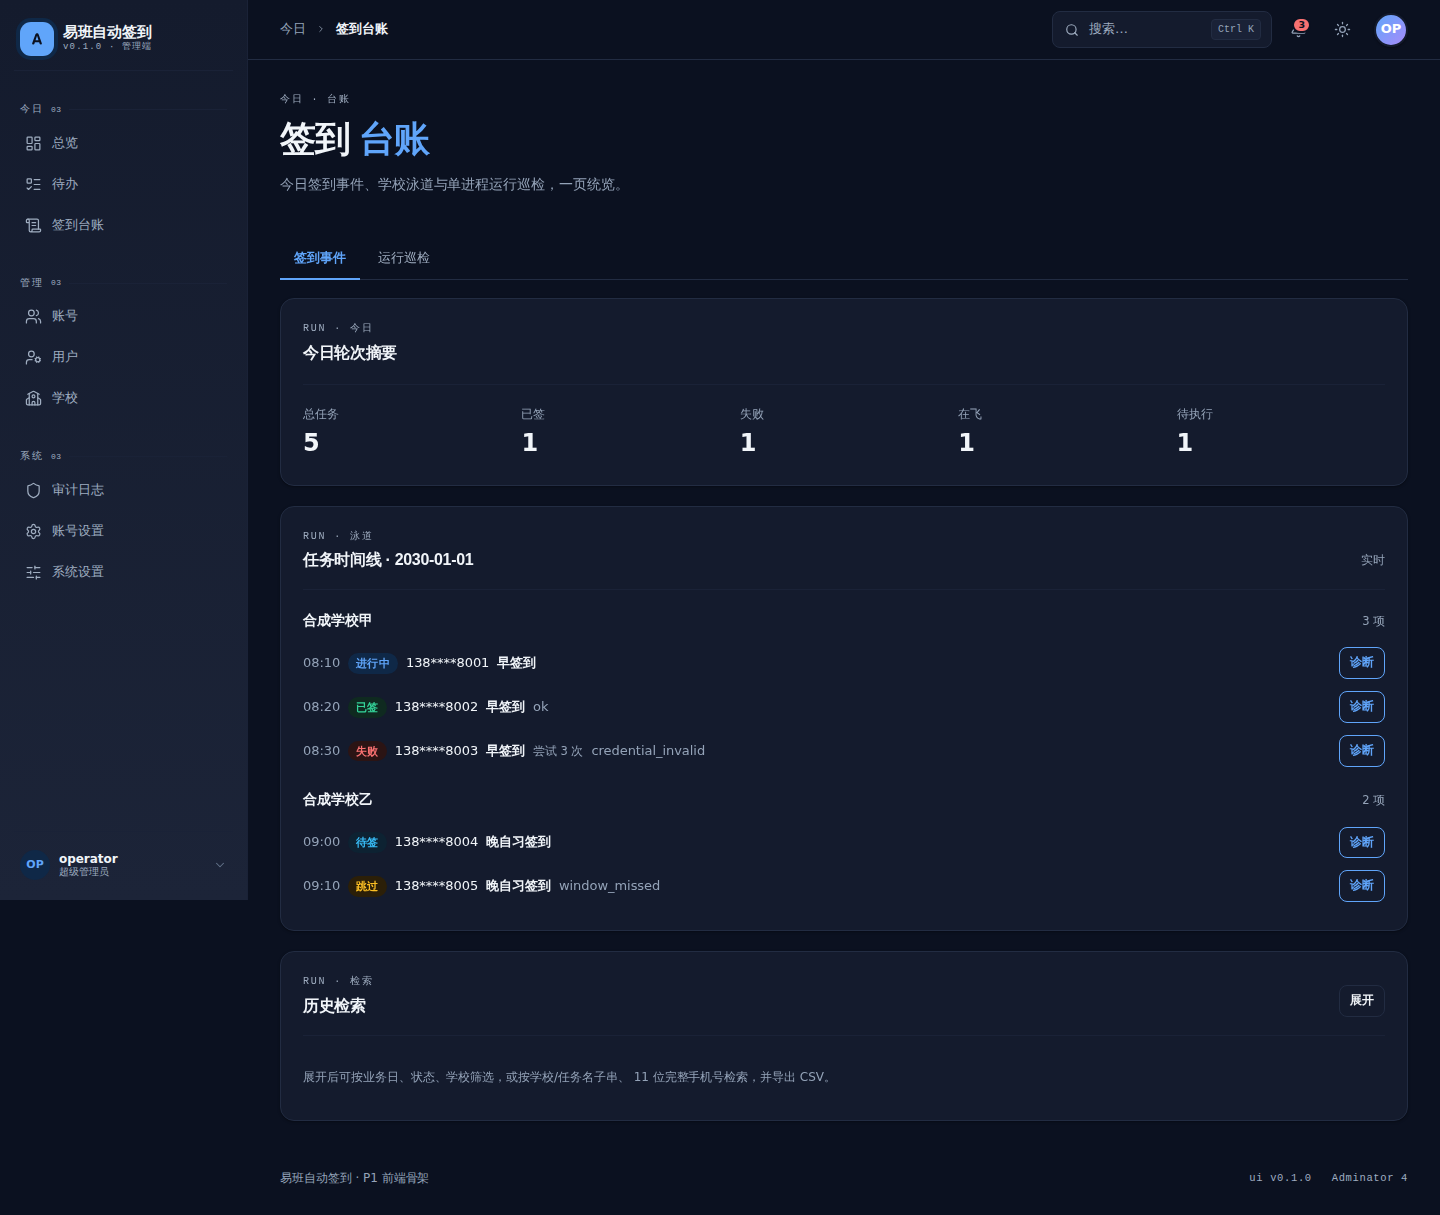 A
易班自动签到
v0.1.0 · 管理端
今日 03
总览
待办
签到台账
管理 03
账号
用户
学校
系统 03
审计日志
账号设置
系统设置
OP
operator
超级管理员
今日 › 签到台账
搜索… Ctrl K
3
OP
今日 · 台账
签到 台账
今日签到事件、学校泳道与单进程运行巡检，一页统览。
签到事件 运行巡检
RUN · 今日
今日轮次摘要
总任务 已签 失败 在飞 待执行
5 1 1 1 1
RUN · 泳道
任务时间线 · 2030-01-01
实时
合成学校甲 3 项
08:10 进行中 138****8001 早签到 诊断
08:20 已签 138****8002 早签到 ok 诊断
08:30 失败 138****8003 早签到 尝试 3 次 credential_invalid 诊断
合成学校乙 2 项
09:00 待签 138****8004 晚自习签到 诊断
09:10 跳过 138****8005 晚自习签到 window_missed 诊断
RUN · 检索
历史检索
展开
展开后可按业务日、状态、学校筛选，或按学校/任务名子串、 11 位完整手机号检索，并导出 CSV。
易班自动签到 · P1 前端骨架
ui v0.1.0 Adminator 4